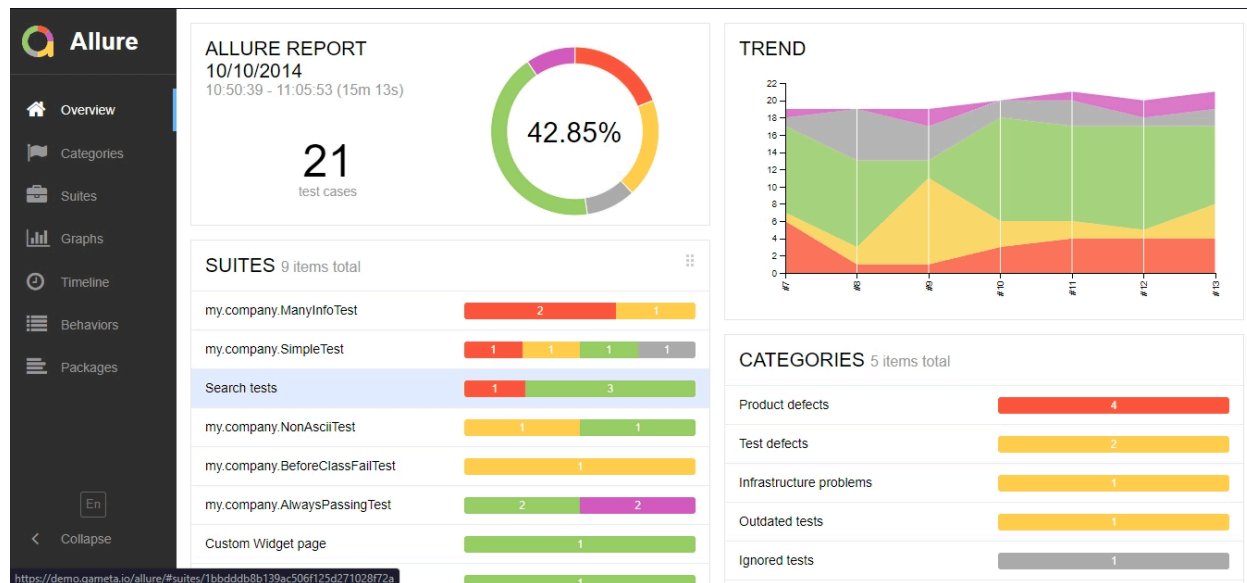 Allure
Overview
Categories
Suites
Graphs
Timeline
Behaviors
Packages
En
Collapse
https://demo.qameta.io/allure/#suites/1bbdddb8b139ac506f125d271028f72a
ALLURE REPORT
10/10/2014
10:50:39 - 11:05:53 (15m 13s)
21
test cases
42.85%
SUITES 9 items total
my.company.ManyInfoTest 2 1
my.company.SimpleTest 1 1 1 1
Search tests 1 3
my.company.NonAsciiTest 1 1
my.company.BeforeClassFailTest 1
my.company.AlwaysPassingTest 2 2
Custom Widget page 1
1
TREND
22
20
18
16
14
12
10
8
6
4
2
0
#7 #8 #9 #10 #11 #12 #13
CATEGORIES 5 items total
Product defects 4
Test defects 2
Infrastructure problems 1
Outdated tests 1
Ignored tests 1